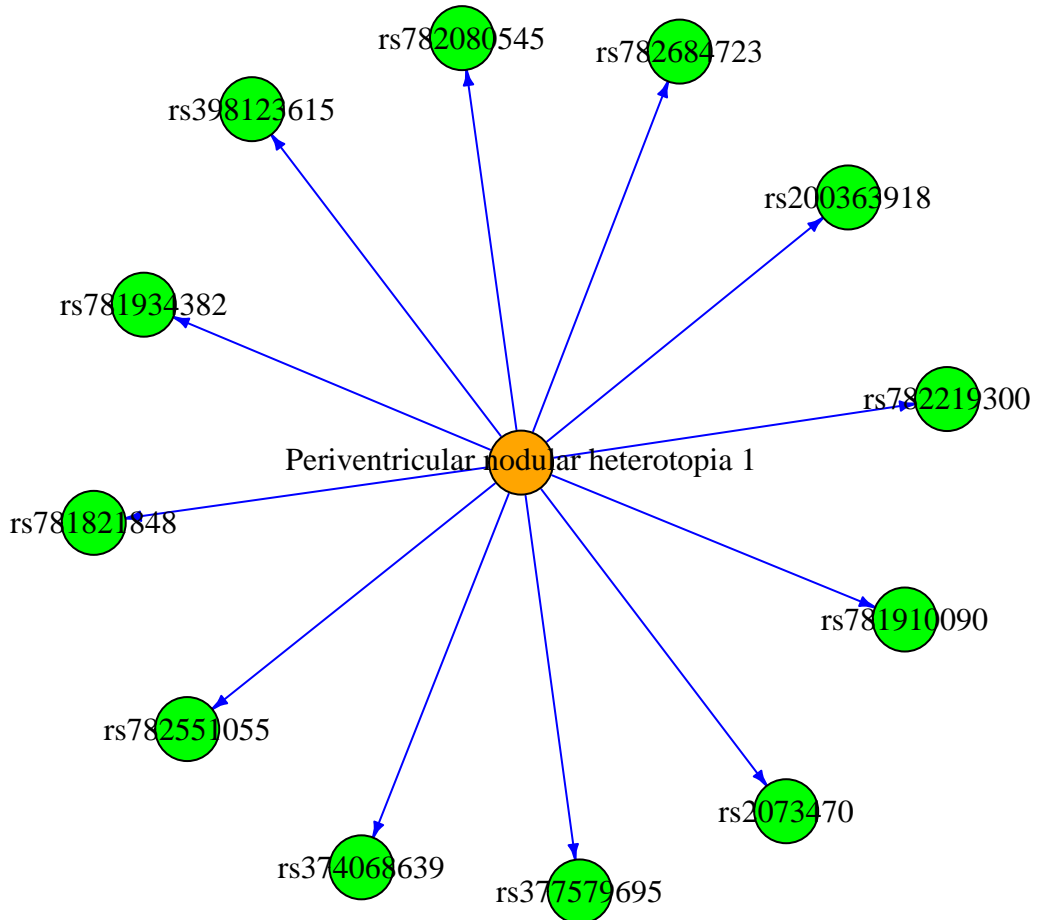 rs782080545
rs782684723
rs398123615
rs200363918
rs781934382
rs782219300
Periventricular nodular heterotopia 1
rs781821848
rs781910090
rs782551055
rs2073470
rs374068639
rs377579695